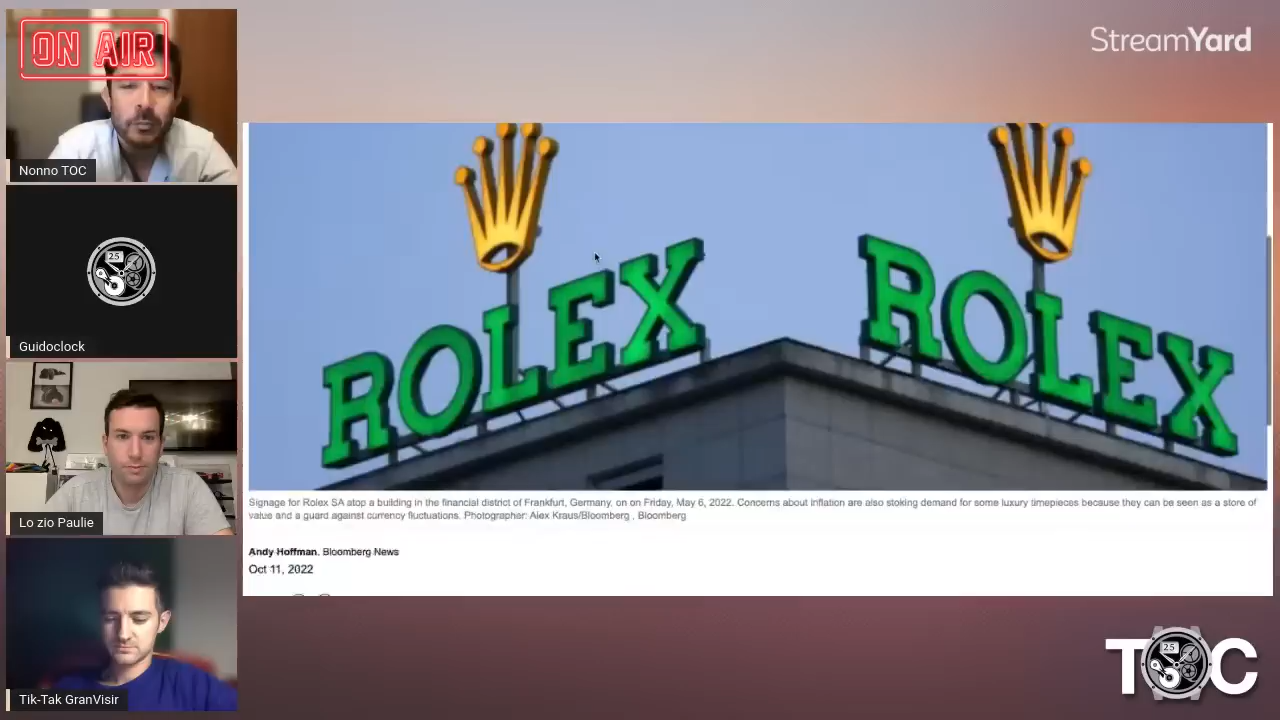 ON AIR
StreamYard
Nonno TOC
25
Guidoclock
Lo zio Paulie
Tik-Tak GranVisir
ROLEX
ROLEX
Signage for Rolex SA atop a building in the financial district of Frankfurt, Germany, on on Friday, May 6, 2022. Concerns about inflation are also stoking demand for some luxury timepieces because they can be seen as a store of
value and a guard against currency fluctuations. Photographer: Alex Kraus/Bloomberg , Bloomberg
Andy Hoffman, Bloomberg News
Oct 11, 2022
TOC
25